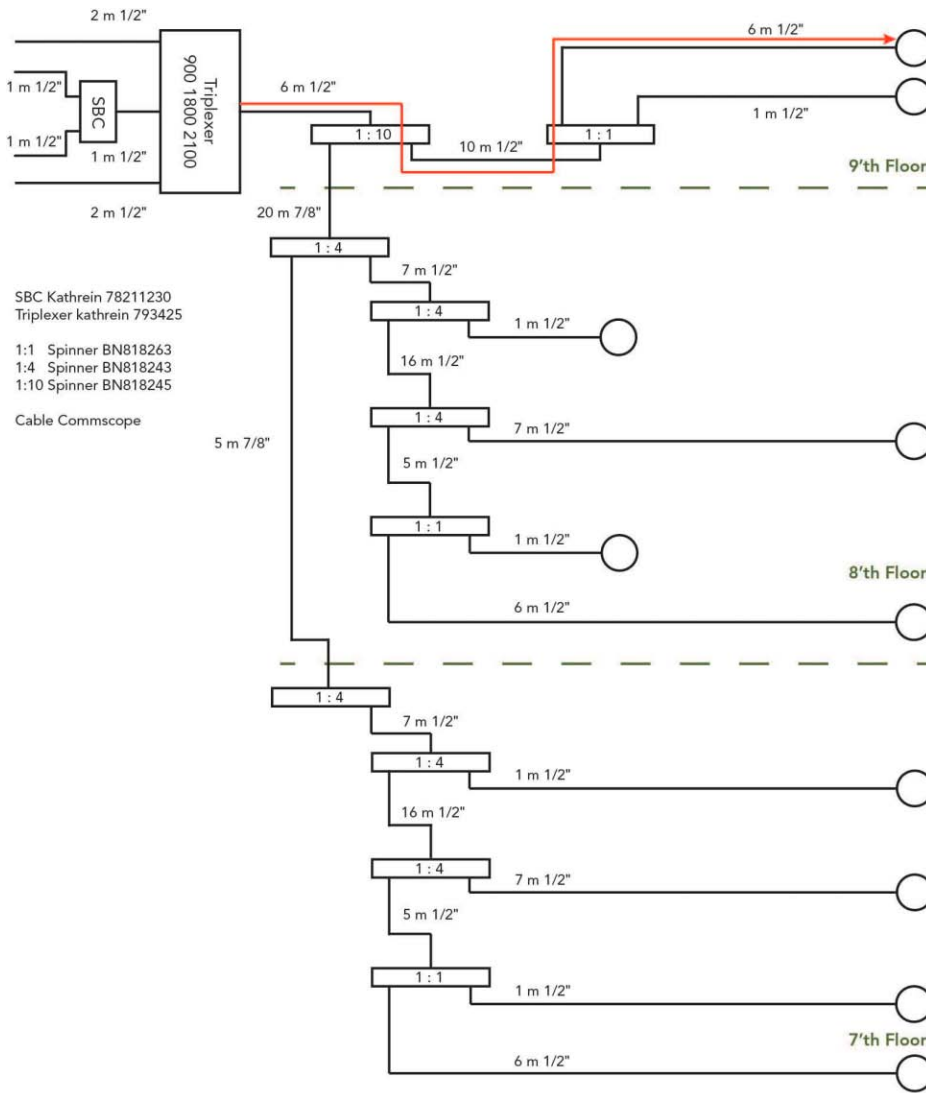 2 m 1/2"
1 m 1/2"
SBC
1 m 1/2"
1 m 1/2"
2 m 1/2"
Triplexer
900 1800 2100
6 m 1/2"
1 : 10
10 m 1/2"
1 : 1
6 m 1/2"
1 m 1/2"
9'th Floor
20 m 7/8"
1 : 4
7 m 1/2"
1 : 4
1 m 1/2"
16 m 1/2"
1 : 4
7 m 1/2"
5 m 1/2"
1 : 1
1 m 1/2"
6 m 1/2"
8'th Floor
SBC Kathrein 78211230
Triplexer kathrein 793425
1:1 Spinner BN818263
1:4 Spinner BN818243
1:10 Spinner BN818245
Cable Commscope
5 m 7/8"
1 : 4
7 m 1/2"
1 : 4
1 m 1/2"
16 m 1/2"
1 : 4
7 m 1/2"
5 m 1/2"
1 : 1
1 m 1/2"
7'th Floor
6 m 1/2"